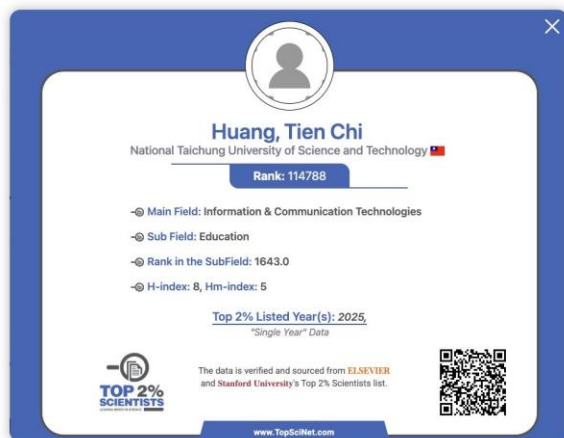 Huang, Tien Chi
National Taichung University of Science and Technology
Rank: 114788
Main Field: Information & Communication Technologies
Sub Field: Education
Rank in the SubField: 1643.0
H-index: 8, Hm-index: 5
Top 2% Listed Year(s): 2025,
"Single Year" Data
The data is verified and sourced from ELSEVIER
and Stanford University's Top 2% Scientists list.
TOP 2%
SCIENTISTS
www.TopSciNet.com